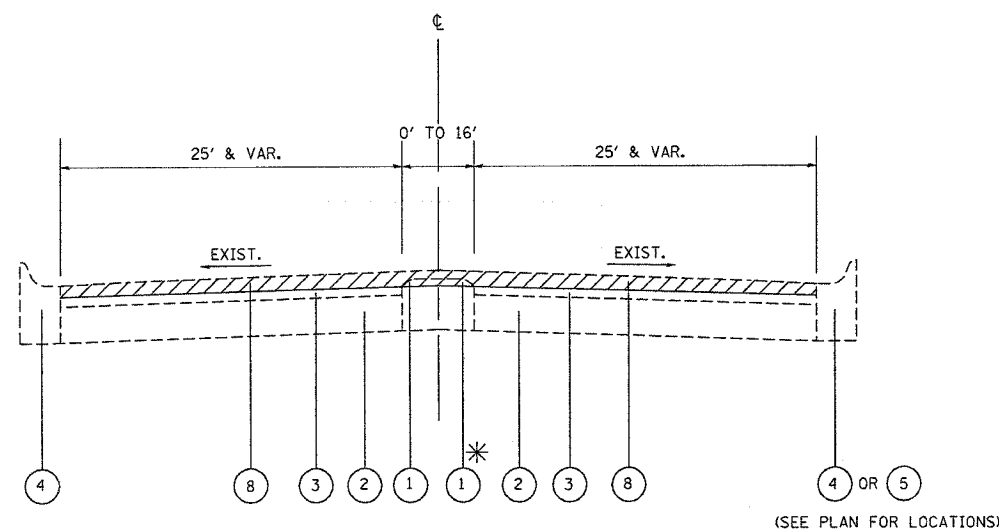 ℄
0' TO 16'
25' & VAR. 25' & VAR.
EXIST. EXIST.
4 8 3 2 1 1* 2 3 8 4 OR 5
(SEE PLAN FOR LOCATIONS)